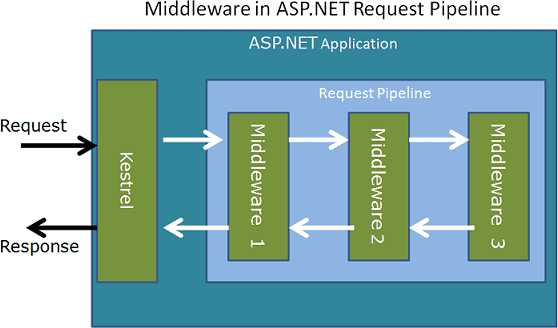 Middleware in ASP.NET Request Pipeline
ASP.NET Application
Request Pipeline
Request
Response
Kestrel
Middleware 1
Middleware 2
Middleware 3